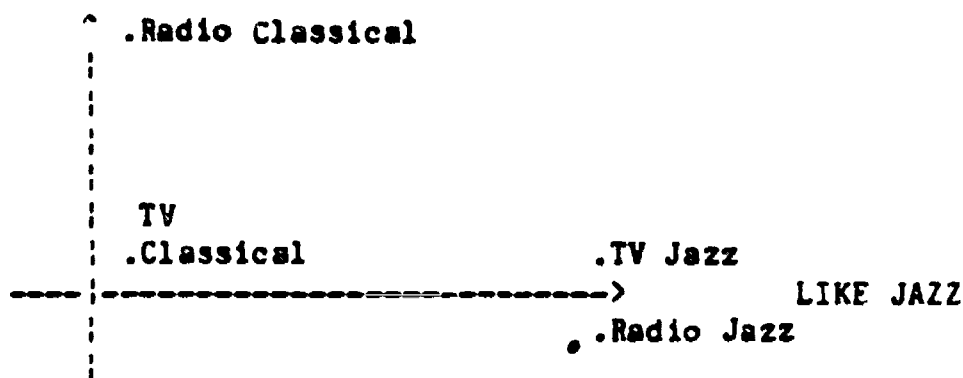 .Radio Classical
TV
.Classical .TV Jazz
LIKE JAZZ
.Radio Jazz